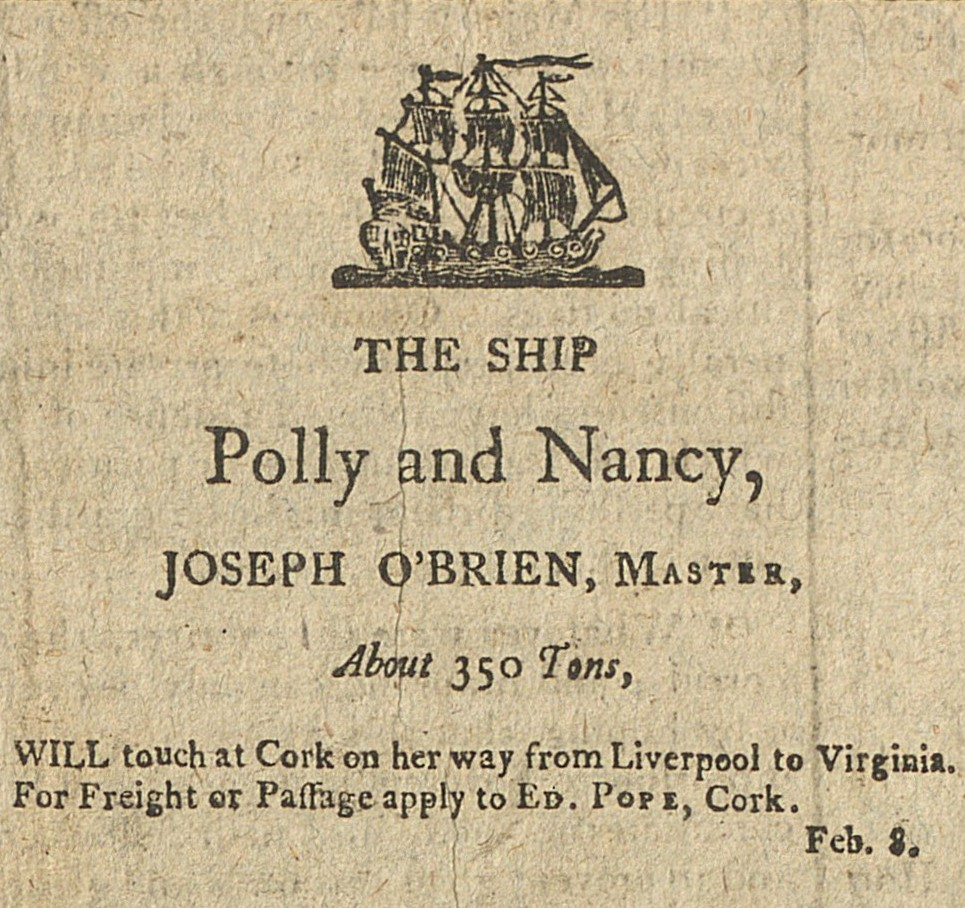 THE SHIP
Polly and Nancy,
JOSEPH O'BRIEN, MASTER,
About 350 Tons,
WILL touch at Cork on her way from Liverpool to Virginia.
For Freight or Paſſage apply to ED. POPE, Cork.
Feb. 8.